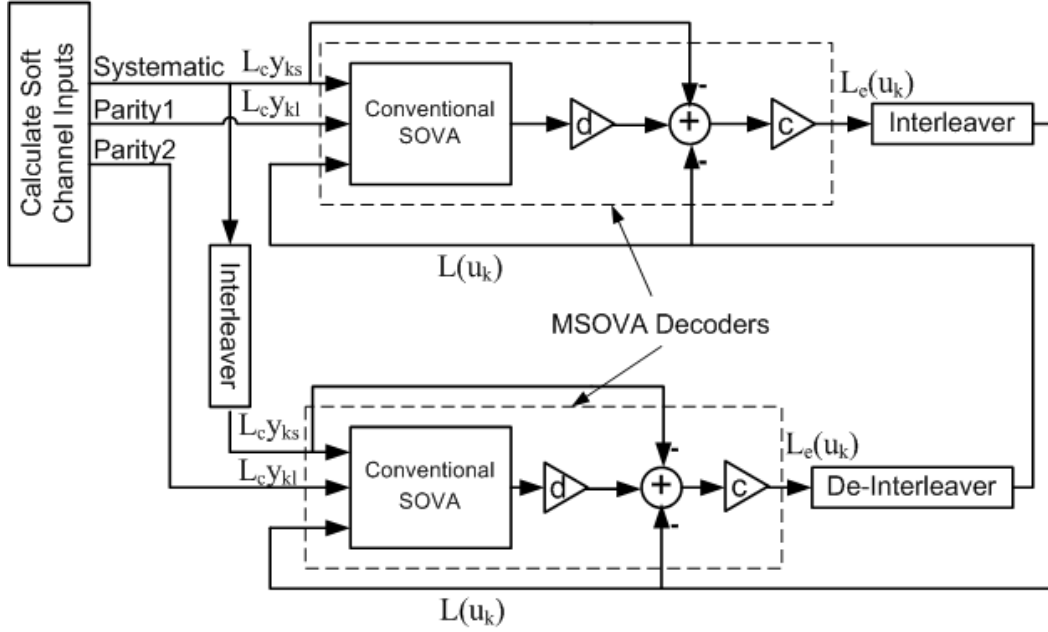 Calculate Soft
Channel Inputs
Systematic
Parity1
Parity2
Lcyks
Lcykl
Conventional
SOVA
d
+
-
-
c
Le(uk)
Interleaver
L(uk)
Interleaver
MSOVA Decoders
Lcyks
Lcykl
Conventional
SOVA
d
+
-
-
c
Le(uk)
De-Interleaver
L(uk)